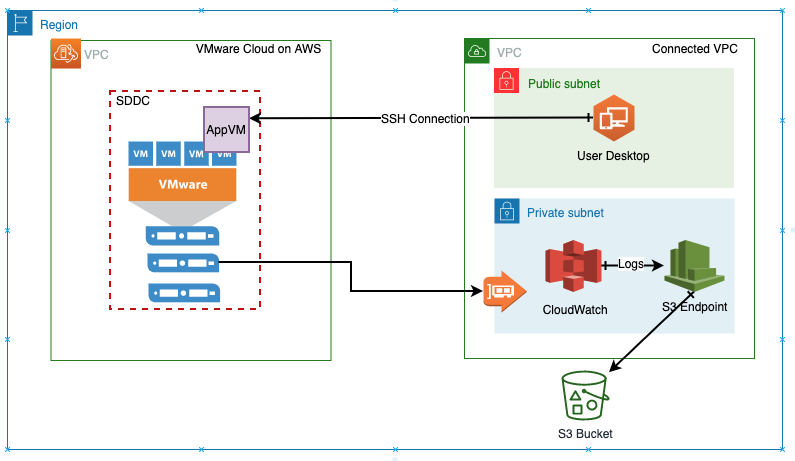 Region
VPC
VMware Cloud on AWS
VPC
Connected VPC
SDDC
AppVM
VM
VM
VM
VM
VMware
SSH Connection
Public subnet
User Desktop
Private subnet
CloudWatch
Logs
S3 Endpoint
S3 Bucket